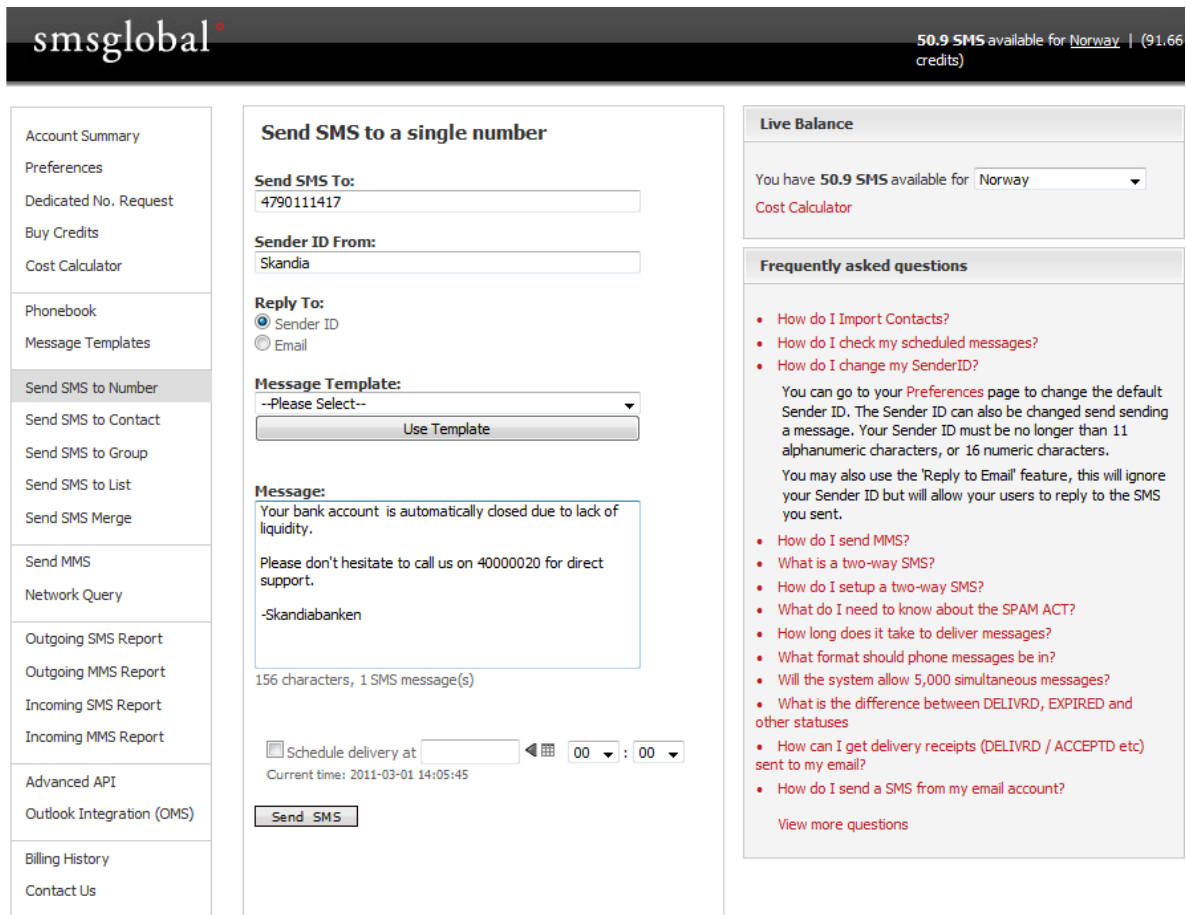 smsglobal
50.9 SMS available for Norway | (91.66
credits)
Account Summary
Preferences
Dedicated No. Request
Buy Credits
Cost Calculator
Phonebook
Message Templates
Send SMS to Number
Send SMS to Contact
Send SMS to Group
Send SMS to List
Send SMS Merge
Send MMS
Network Query
Outgoing SMS Report
Outgoing MMS Report
Incoming SMS Report
Incoming MMS Report
Advanced API
Outlook Integration (OMS)
Billing History
Contact Us
Send SMS to a single number
Send SMS To:
4790111417
Sender ID From:
Skandia
Reply To:
Sender ID
Email
Message Template:
--Please Select--
Use Template
Message:
Your bank account  is automatically closed due to lack of
liquidity.
Please don't hesitate to call us on 40000020 for direct
support.
-Skandiabanken
156 characters, 1 SMS message(s)
Schedule delivery at 00 : 00
Current time: 2011-03-01 14:05:45
Send SMS
Live Balance
You have 50.9 SMS available for Norway
Cost Calculator
Frequently asked questions
• How do I Import Contacts?
• How do I check my scheduled messages?
• How do I change my SenderID?
You can go to your Preferences page to change the default
Sender ID. The Sender ID can also be changed send sending
a message. Your Sender ID must be no longer than 11
alphanumeric characters, or 16 numeric characters.
You may also use the 'Reply to Email' feature, this will ignore
your Sender ID but will allow your users to reply to the SMS
you sent.
• How do I send MMS?
• What is a two-way SMS?
• How do I setup a two-way SMS?
• What do I need to know about the SPAM ACT?
• How long does it take to deliver messages?
• What format should phone messages be in?
• Will the system allow 5,000 simultaneous messages?
• What is the difference between DELIVRD, EXPIRED and
other statuses
• How can I get delivery receipts (DELIVRD / ACCEPTD etc)
sent to my email?
• How do I send a SMS from my email account?
View more questions